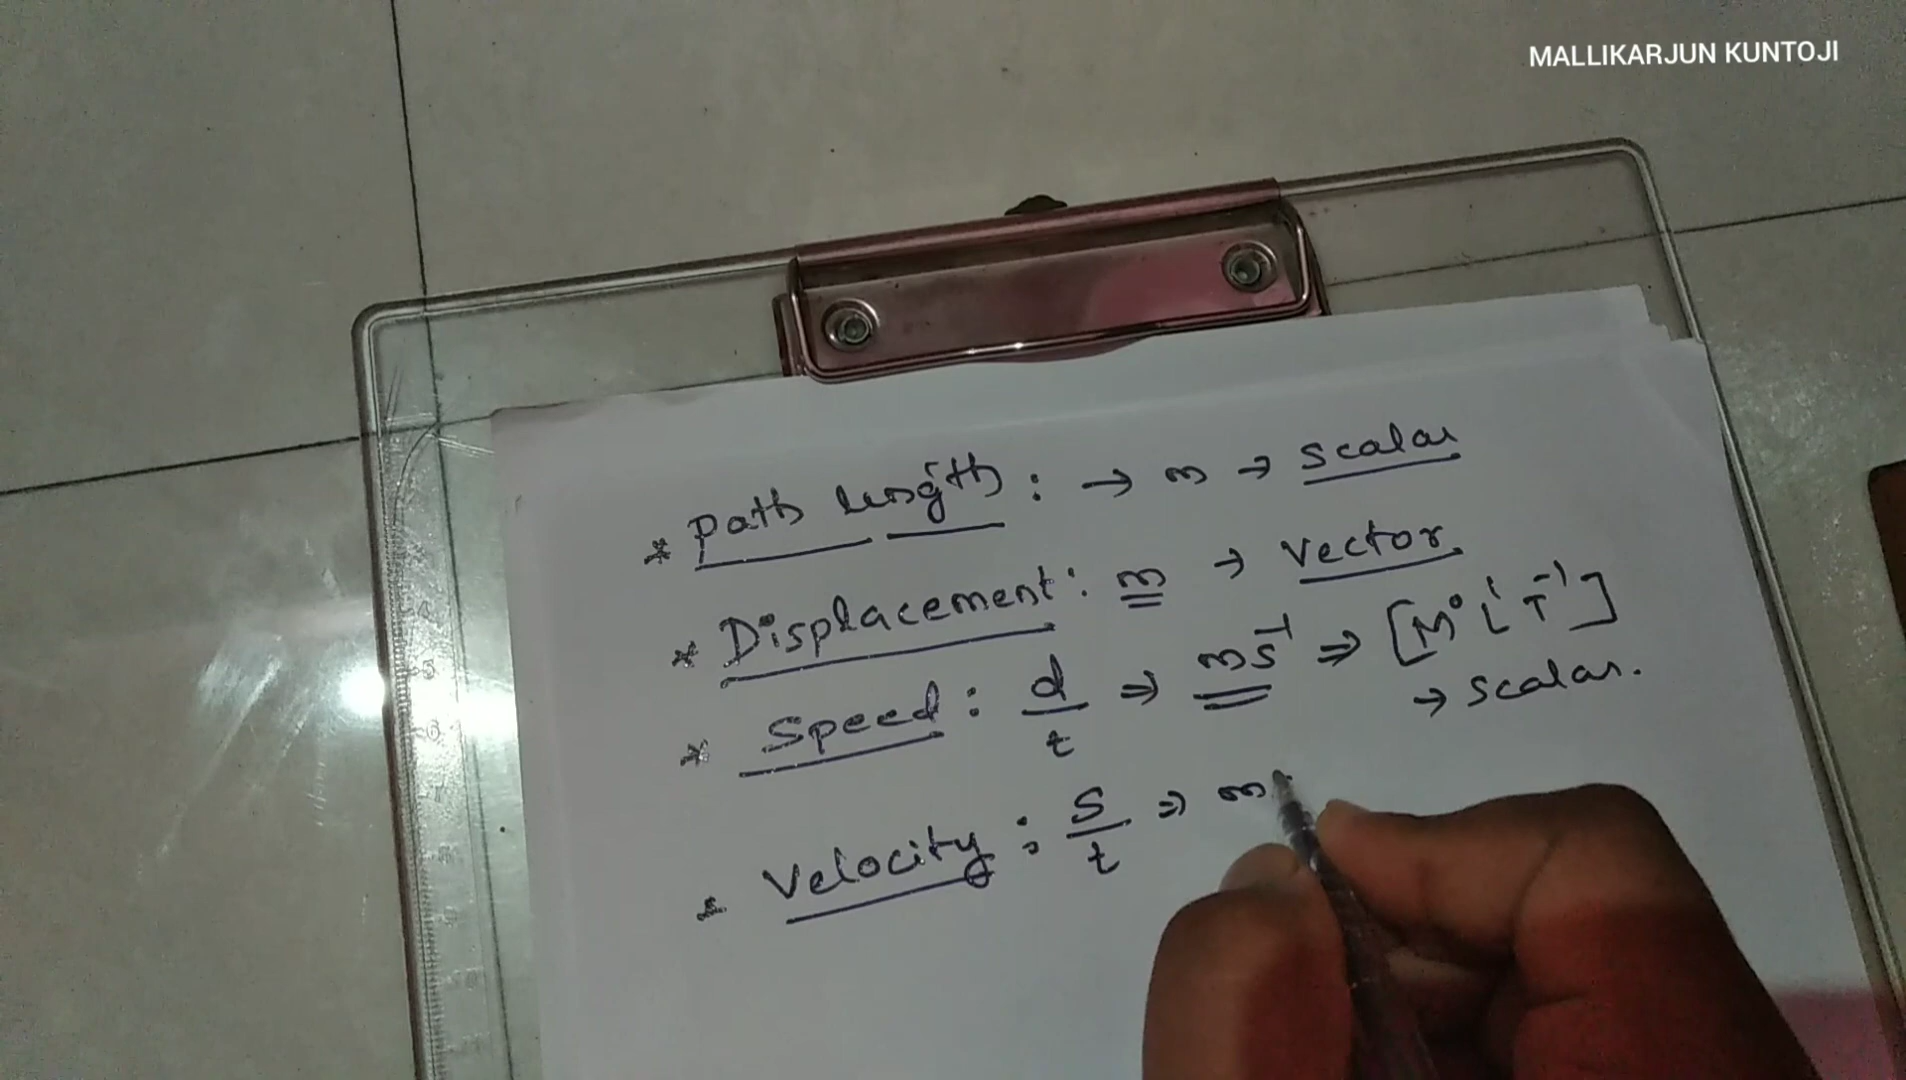 MALLIKARJUN KUNTOJI
* Path length : → m → scalar
* Displacement : m → vector
* Speed : d/t ⇒ ms⁻¹ ⇒ [M⁰L¹T⁻¹]
→ scalar.
* Velocity : s/t ⇒ m